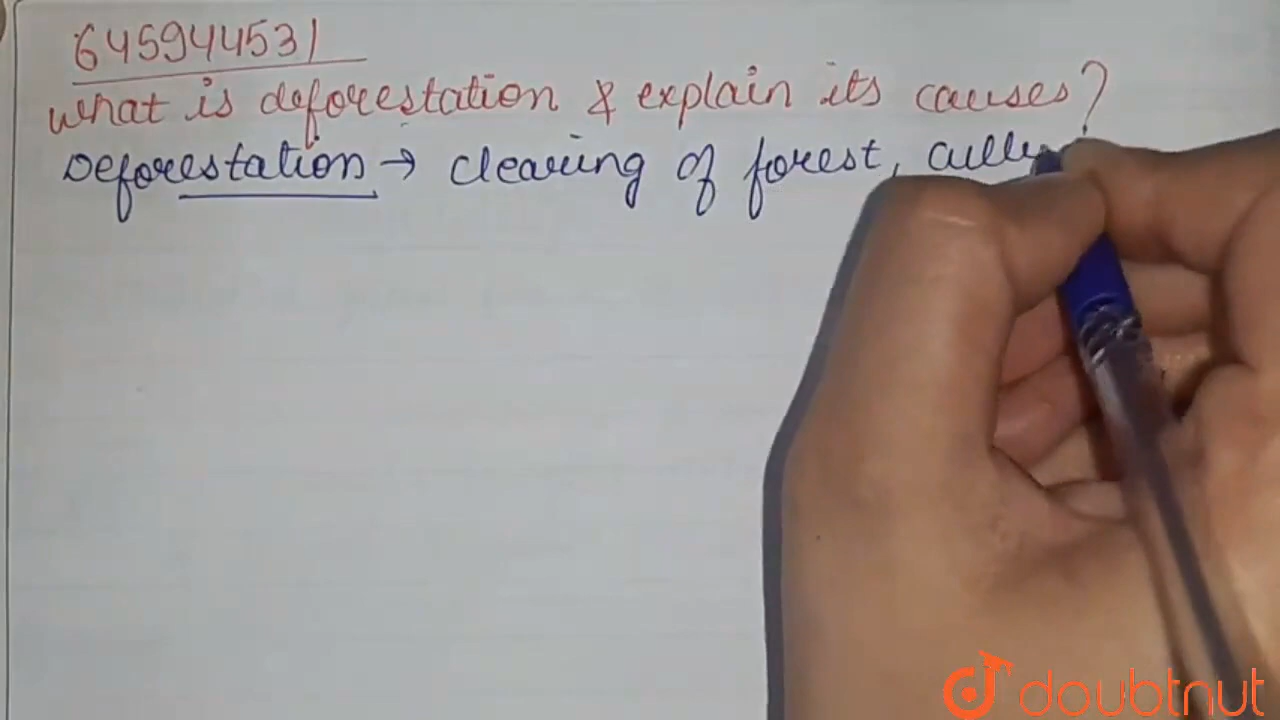 645944531
What is deforestation & explain its causes?
Deforestation → clearing of forest,
doubtnut